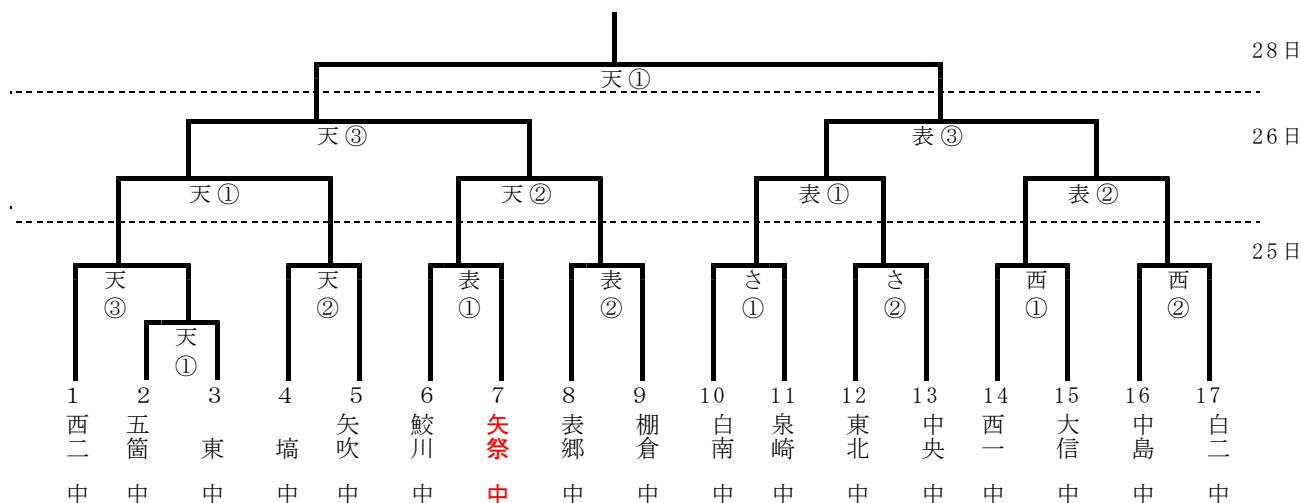 28日
天①
天③
表③
26日
天①
天②
表①
表②
25日
天③
天②
表①
表②
さ①
さ②
西①
西②
天①
1 2 3 4 5 6 7 8 9 10 11 12 13 14 15 16 17
西二中
五箇中
東中
塙中
矢吹中
鮫川中
矢祭中
表郷中
棚倉中
白南中
泉崎中
東北中
中央中
西一中
大信中
中島中
白二中